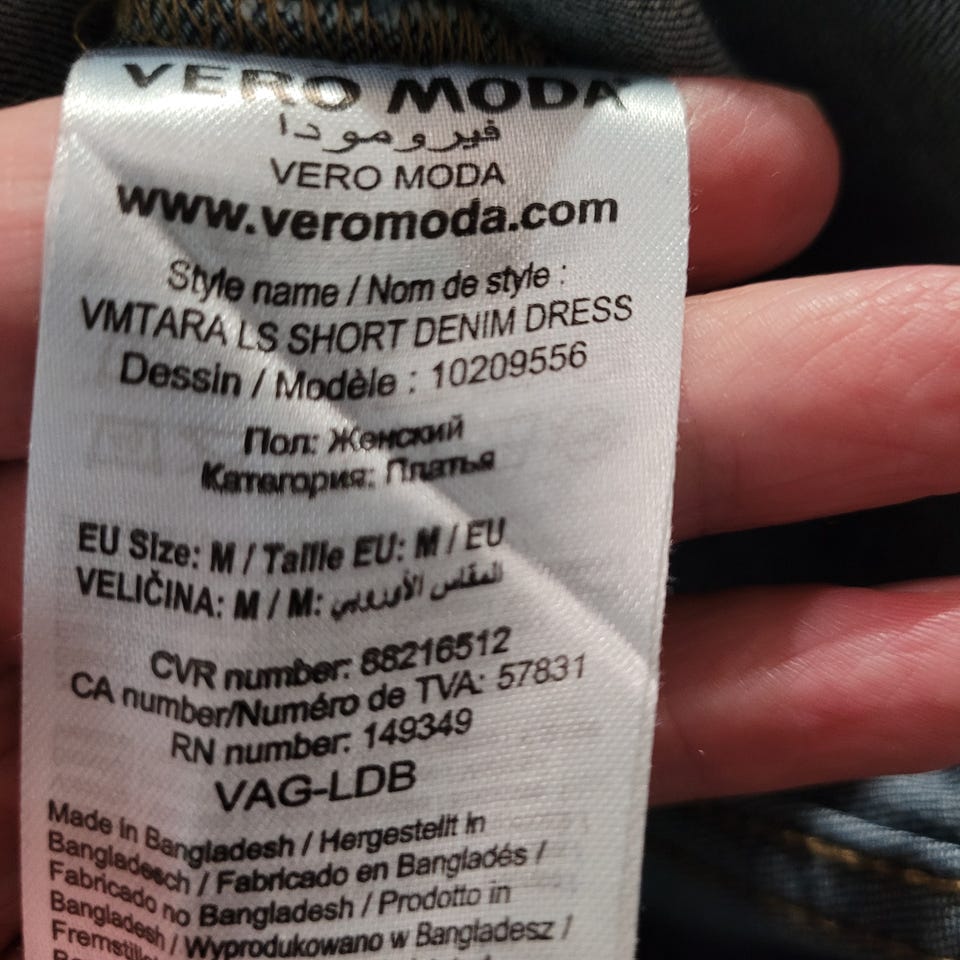 VERO MODA
فيرومودا
VERO MODA
www.veromoda.com
Style name / Nom de style :
VMTARA LS SHORT DENIM DRESS
Dessin / Modèle : 10209556
Пол: Женский
Категория: Платья
EU Size: M / Taille EU: M / EU
VELIČINA: M / M: المقاس الأوروبي
CVR number: 88216512
CA number/Numéro de TVA: 57831
RN number: 149349
VAG-LDB
Made in Bangladesh / Hergestellt in
Bangladesch / Fabricado en Bangladés /
Fabricado no Bangladesh / Prodotto in
Bangladesh / Wyprodukowano w Bangladesz /